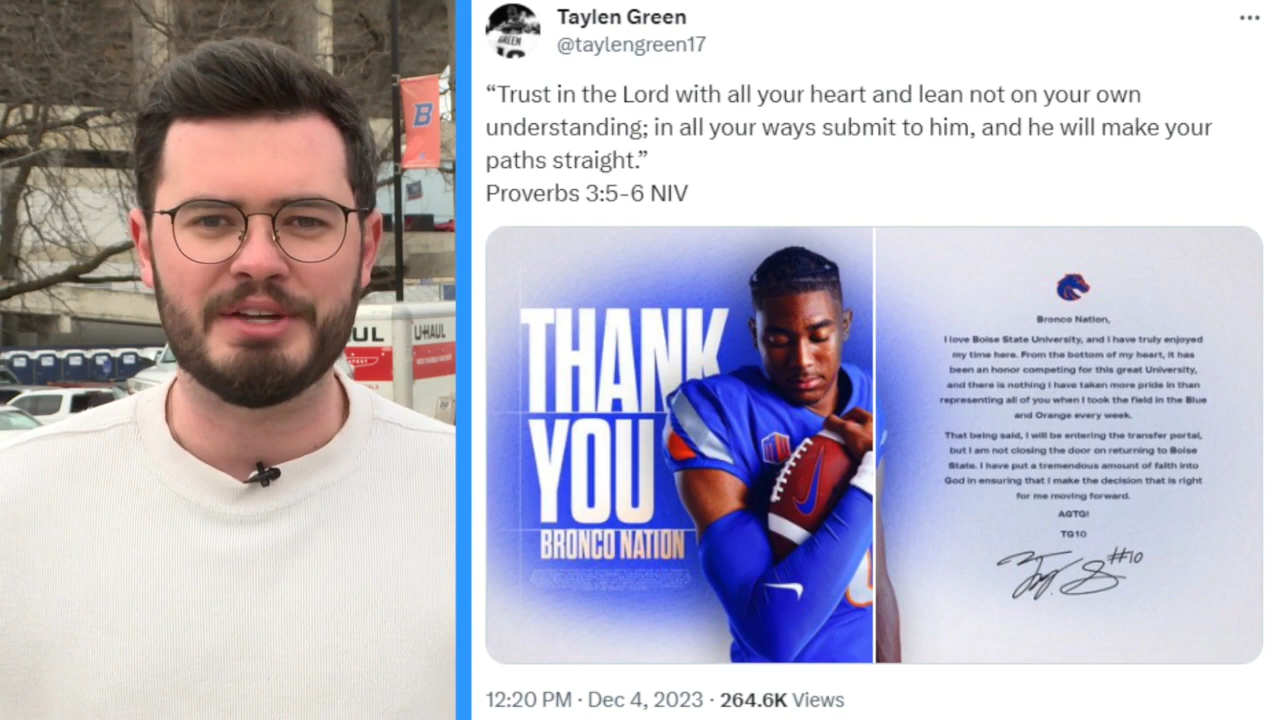 Taylen Green
@taylengreen17
“Trust in the Lord with all your heart and lean not on your own
understanding; in all your ways submit to him, and he will make your
paths straight.”
Proverbs 3:5-6 NIV
GREEN
B
UL
U-HAUL
THANK
YOU
BRONCO NATION
Bronco Nation,
I love Boise State University, and I have truly enjoyed
my time here. From the bottom of my heart, it has
been an honor competing for this great University,
and there is nothing I have taken more pride in than
representing all of you when I took the field in the Blue
and Orange every week.
That being said, I will be entering the transfer portal,
but I am not closing the door on returning to Boise
State. I have put a tremendous amount of faith into
God in ensuring that I make the decision that is right
for me moving forward.
AGTG!
TG10
#10
12:20 PM · Dec 4, 2023 · 264.6K Views